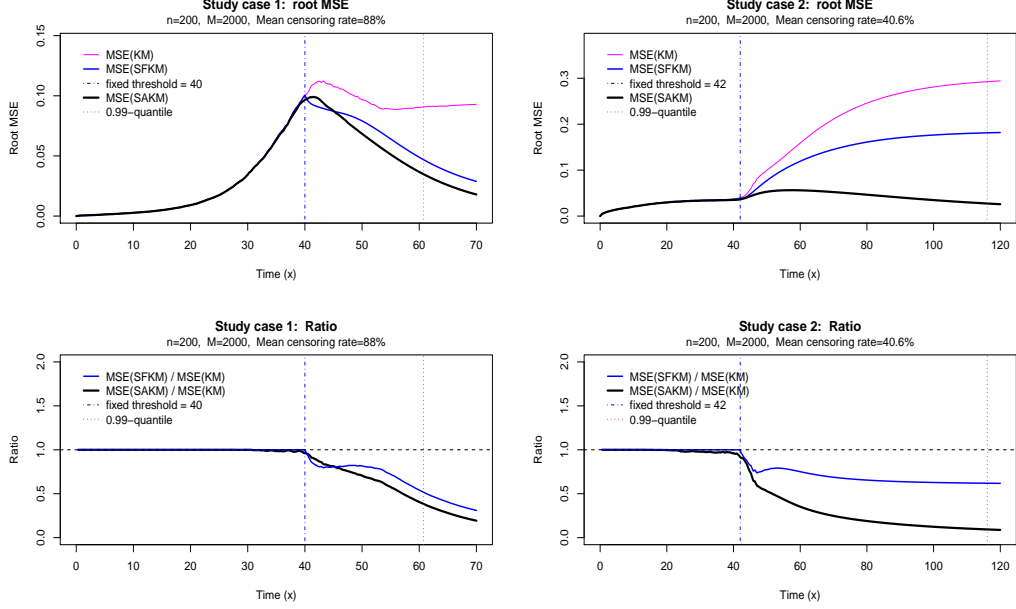 Study case 1: root MSE
n=200, M=2000, Mean censoring rate=88%
Root MSE
0.15
0.10
0.05
0.00
MSE(KM)
MSE(SFKM)
fixed threshold = 40
MSE(SAKM)
0.99−quantile
0 10 20 30 40 50 60 70
Time (x)
Study case 2: root MSE
n=200, M=2000, Mean censoring rate=40.6%
Root MSE
0.3
0.2
0.1
0.0
MSE(KM)
MSE(SFKM)
fixed threshold = 42
MSE(SAKM)
0.99−quantile
0 20 40 60 80 100 120
Time (x)
Study case 1: Ratio
n=200, M=2000, Mean censoring rate=88%
Ratio
2.0
1.5
1.0
0.5
0.0
MSE(SFKM) / MSE(KM)
MSE(SAKM) / MSE(KM)
fixed threshold = 40
0.99−quantile
0 10 20 30 40 50 60 70
Time (x)
Study case 2: Ratio
n=200, M=2000, Mean censoring rate=40.6%
Ratio
2.0
1.5
1.0
0.5
0.0
MSE(SFKM) / MSE(KM)
MSE(SAKM) / MSE(KM)
fixed threshold = 42
0.99−quantile
0 20 40 60 80 100 120
Time (x)